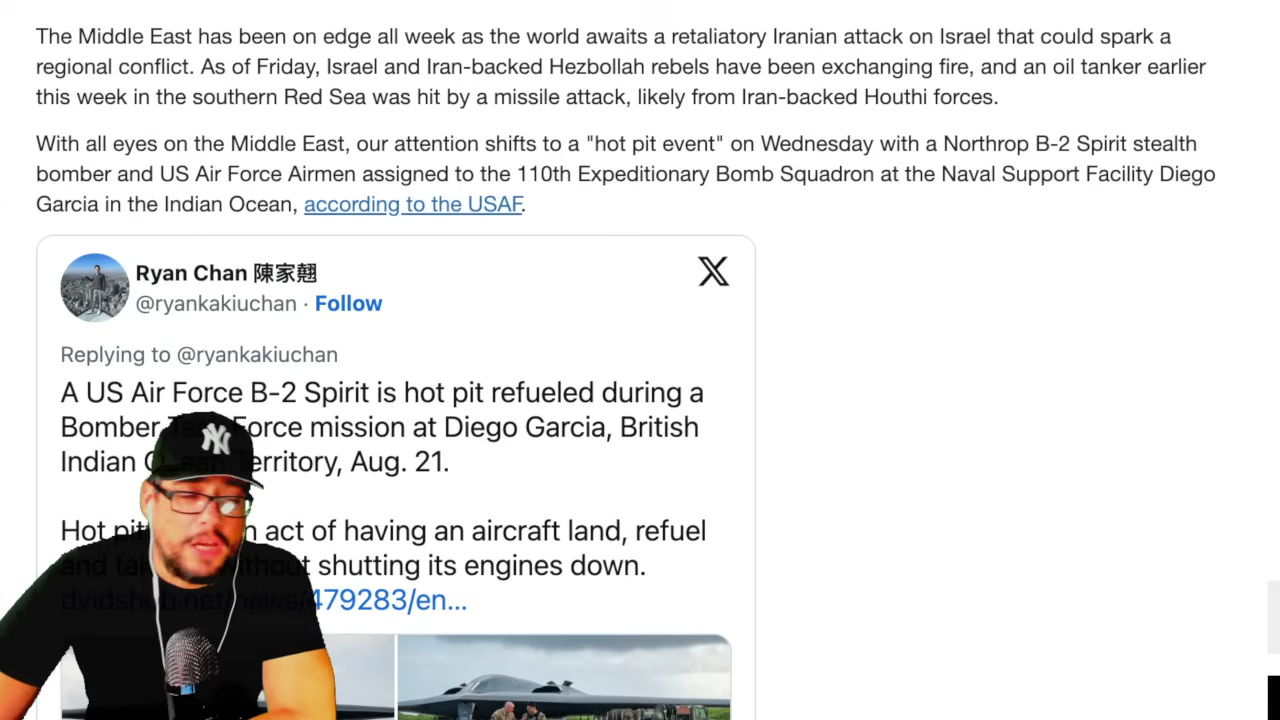 The Middle East has been on edge all week as the world awaits a retaliatory Iranian attack on Israel that could spark a
regional conflict. As of Friday, Israel and Iran-backed Hezbollah rebels have been exchanging fire, and an oil tanker earlier
this week in the southern Red Sea was hit by a missile attack, likely from Iran-backed Houthi forces.
With all eyes on the Middle East, our attention shifts to a "hot pit event" on Wednesday with a Northrop B-2 Spirit stealth
bomber and US Air Force Airmen assigned to the 110th Expeditionary Bomb Squadron at the Naval Support Facility Diego
Garcia in the Indian Ocean, according to the USAF.
Ryan Chan 陳家翹
X
@ryankakiuchan · Follow
Replying to @ryankakiuchan
A US Air Force B-2 Spirit is hot pit refueled during a
Bomber Force mission at Diego Garcia, British
NY
Indian Territory, Aug. 21.
Hot act of having an aircraft land, refuel
and without shutting its engines down.
dvidshub.net/news/479283/en...